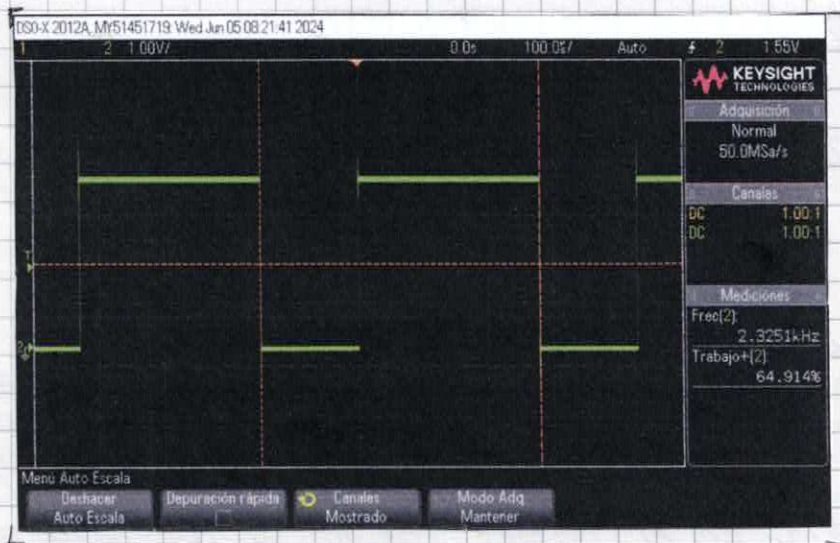 DSO-X 2012A, MY51451719: Wed Jun 05 08:21:41 2024
1 2 1.00V/ 0.0s 100.0s/ Auto 2 1.55V
KEYSIGHT
TECHNOLOGIES
Adquisición
Normal
50.0MSa/s
Canales
DC 1.00:1
DC 1.00:1
Mediciones
Frec(2):
2.3251kHz
Trabajo+(2):
64.914%
T
2
Menú Auto Escala
Deshacer
Auto Escala
Depuración rápida
Canales
Mostrado
Modo Adq
Mantener